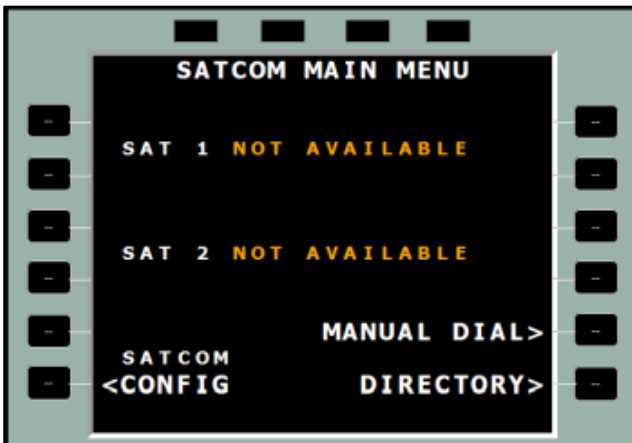 SATCOM MAIN MENU
SAT 1 NOT AVAILABLE
SAT 2 NOT AVAILABLE
MANUAL DIAL>
SATCOM
<CONFIG DIRECTORY>